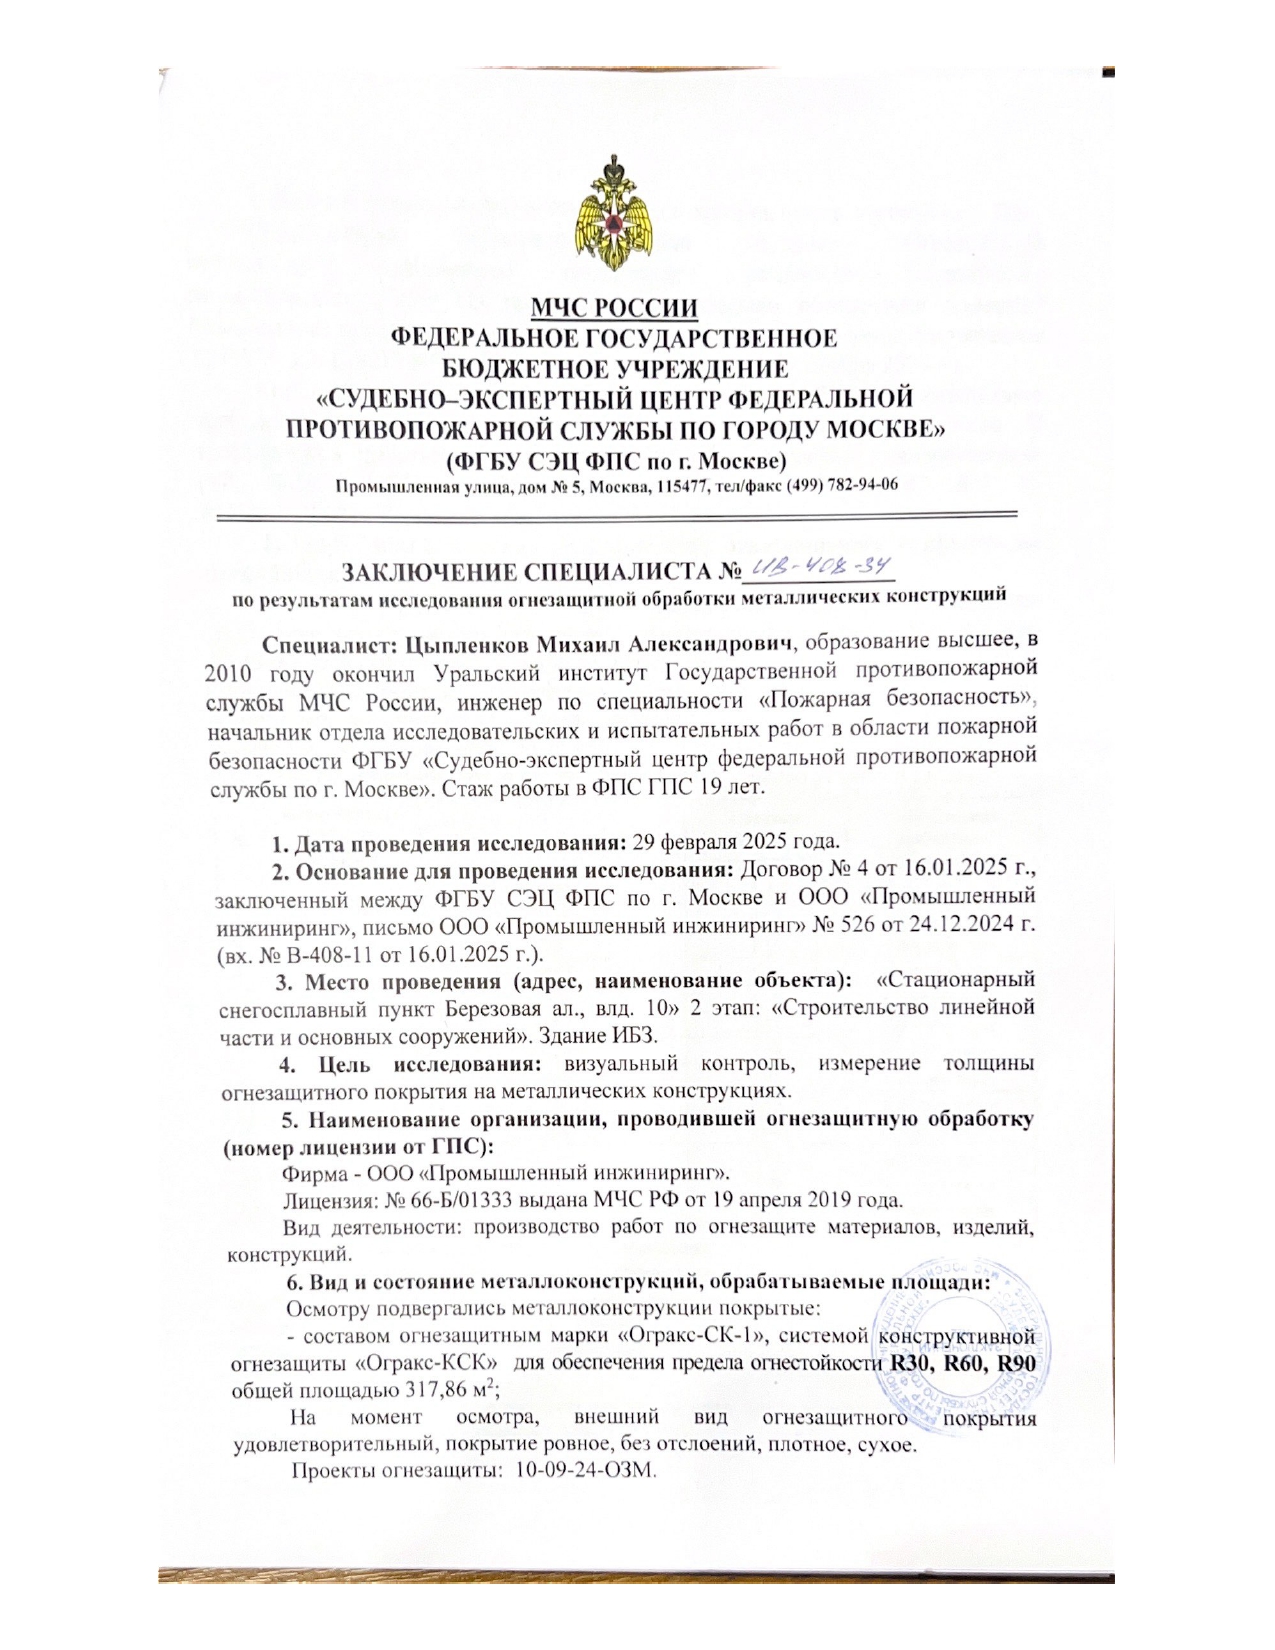 МЧС РОССИИ
ФЕДЕРАЛЬНОЕ ГОСУДАРСТВЕННОЕ
БЮДЖЕТНОЕ УЧРЕЖДЕНИЕ
«СУДЕБНО–ЭКСПЕРТНЫЙ ЦЕНТР ФЕДЕРАЛЬНОЙ
ПРОТИВОПОЖАРНОЙ СЛУЖБЫ ПО ГОРОДУ МОСКВЕ»
(ФГБУ СЭЦ ФПС по г. Москве)
Промышленная улица, дом № 5, Москва, 115477, тел/факс (499) 782-94-06
ЗАКЛЮЧЕНИЕ СПЕЦИАЛИСТА № ИВ-408-34
по результатам исследования огнезащитной обработки металлических конструкций
Специалист: Цыпленков Михаил Александрович, образование высшее, в
2010 году окончил Уральский институт Государственной противопожарной
службы МЧС России, инженер по специальности «Пожарная безопасность»,
начальник отдела исследовательских и испытательных работ в области пожарной
безопасности ФГБУ «Судебно-экспертный центр федеральной противопожарной
службы по г. Москве». Стаж работы в ФПС ГПС 19 лет.
1. Дата проведения исследования: 29 февраля 2025 года.
2. Основание для проведения исследования: Договор № 4 от 16.01.2025 г.,
заключенный между ФГБУ СЭЦ ФПС по г. Москве и ООО «Промышленный
инжиниринг», письмо ООО «Промышленный инжиниринг» № 526 от 24.12.2024 г.
(вх. № В-408-11 от 16.01.2025 г.).
3. Место проведения (адрес, наименование объекта): «Стационарный
снегосплавный пункт Березовая ал., влд. 10» 2 этап: «Строительство линейной
части и основных сооружений». Здание ИБЗ.
4. Цель исследования: визуальный контроль, измерение толщины
огнезащитного покрытия на металлических конструкциях.
5. Наименование организации, проводившей огнезащитную обработку
(номер лицензии от ГПС):
Фирма - ООО «Промышленный инжиниринг».
Лицензия: № 66-Б/01333 выдана МЧС РФ от 19 апреля 2019 года.
Вид деятельности: производство работ по огнезащите материалов, изделий,
конструкций.
6. Вид и состояние металлоконструкций, обрабатываемые площади:
Осмотру подвергались металлоконструкции покрытые:
- составом огнезащитным марки «Огракс-СК-1», системой конструктивной
огнезащиты «Огракс-КСК» для обеспечения предела огнестойкости R30, R60, R90
общей площадью 317,86 м²;
На момент осмотра, внешний вид огнезащитного покрытия
удовлетворительный, покрытие ровное, без отслоений, плотное, сухое.
Проекты огнезащиты: 10-09-24-ОЗМ.